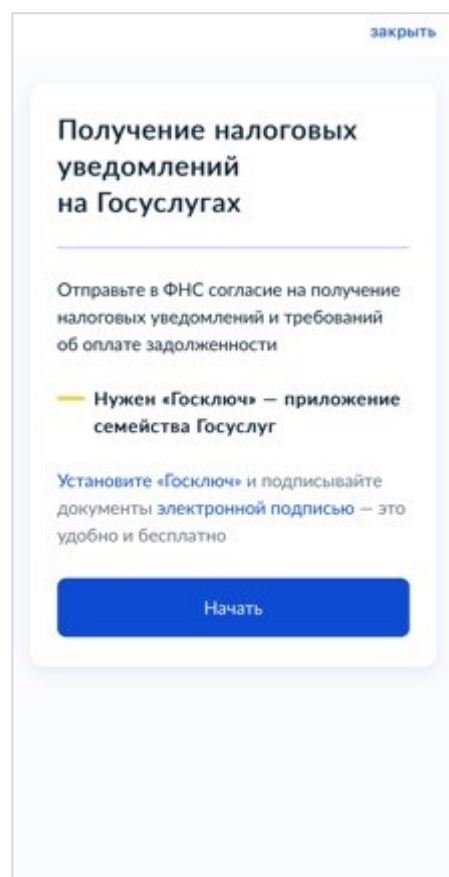 закрыть
Получение налоговых
уведомлений
на Госуслугах
Отправьте в ФНС согласие на получение
налоговых уведомлений и требований
об оплате задолженности
Нужен «Госключ» — приложение
семейства Госуслуг
Установите «Госключ» и подписывайте
документы электронной подписью — это
удобно и бесплатно
Начать